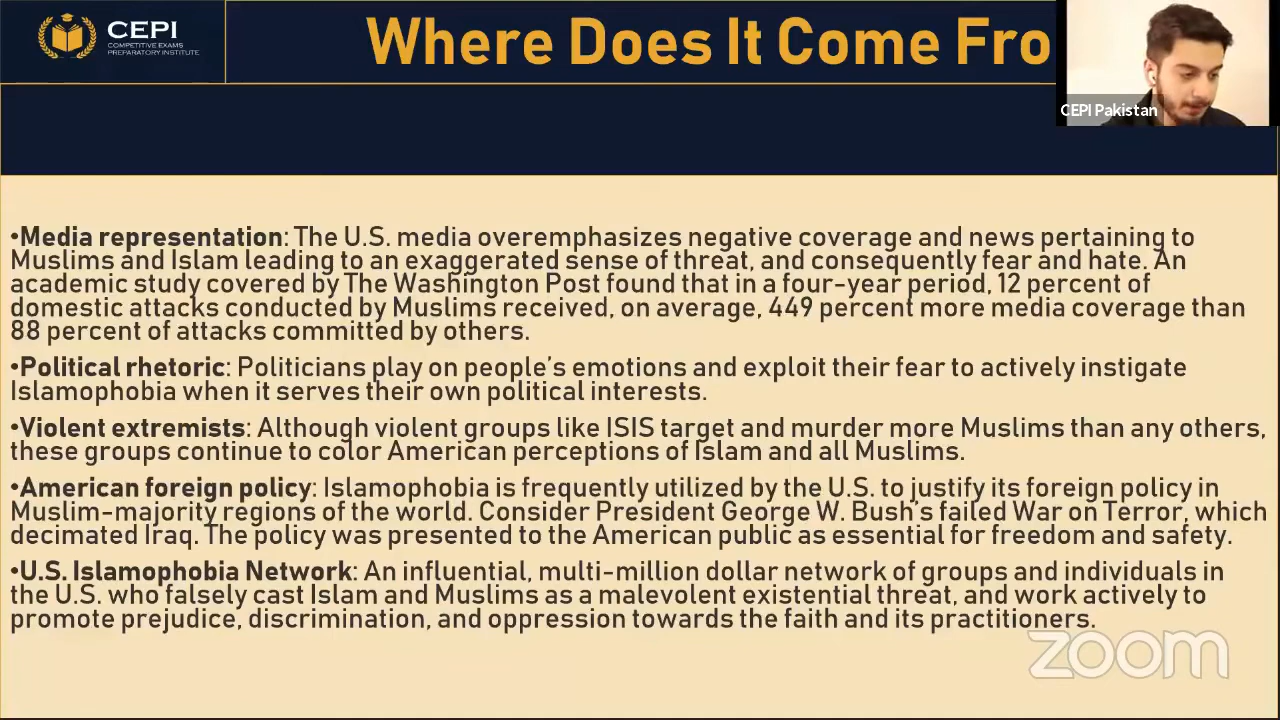 CEPI
COMPETITIVE EXAMS
PREPARATORY INSTITUTE
Where Does It Come Fro
CEPI Pakistan
•Media representation: The U.S. media overemphasizes negative coverage and news pertaining to
Muslims and Islam leading to an exaggerated sense of threat, and consequently fear and hate. An
academic study covered by The Washington Post found that in a four-year period, 12 percent of
domestic attacks conducted by Muslims received, on average, 449 percent more media coverage than
88 percent of attacks committed by others.
•Political rhetoric: Politicians play on people's emotions and exploit their fear to actively instigate
Islamophobia when it serves their own political interests.
•Violent extremists: Although violent groups like ISIS target and murder more Muslims than any others,
these groups continue to color American perceptions of Islam and all Muslims.
•American foreign policy: Islamophobia is frequently utilized by the U.S. to justify its foreign policy in
Muslim-majority regions of the world. Consider President George W. Bush's failed War on Terror, which
decimated Iraq. The policy was presented to the American public as essential for freedom and safety.
•U.S. Islamophobia Network: An influential, multi-million dollar network of groups and individuals in
the U.S. who falsely cast Islam and Muslims as a malevolent existential threat, and work actively to
promote prejudice, discrimination, and oppression towards the faith and its practitioners.
zoom